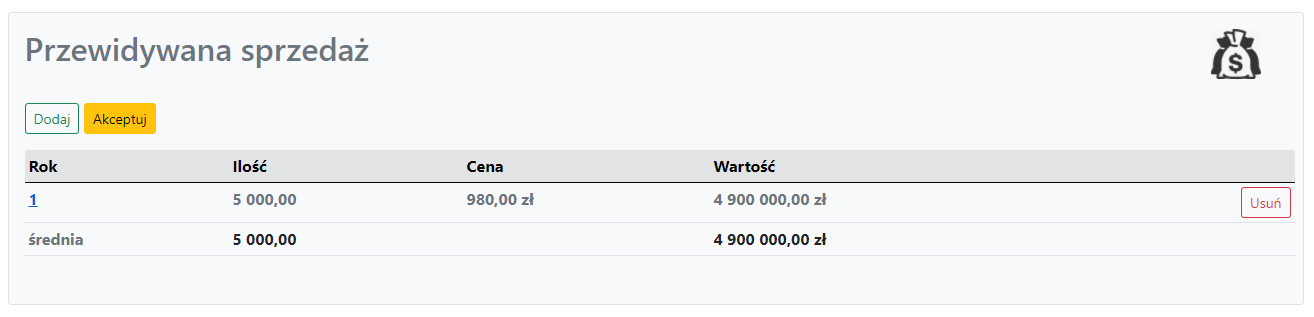 Przewidywana sprzedaż
$
Dodaj Akceptuj
Rok Ilość Cena Wartość
1 5 000,00 980,00 zł 4 900 000,00 zł Usuń
średnia 5 000,00 4 900 000,00 zł